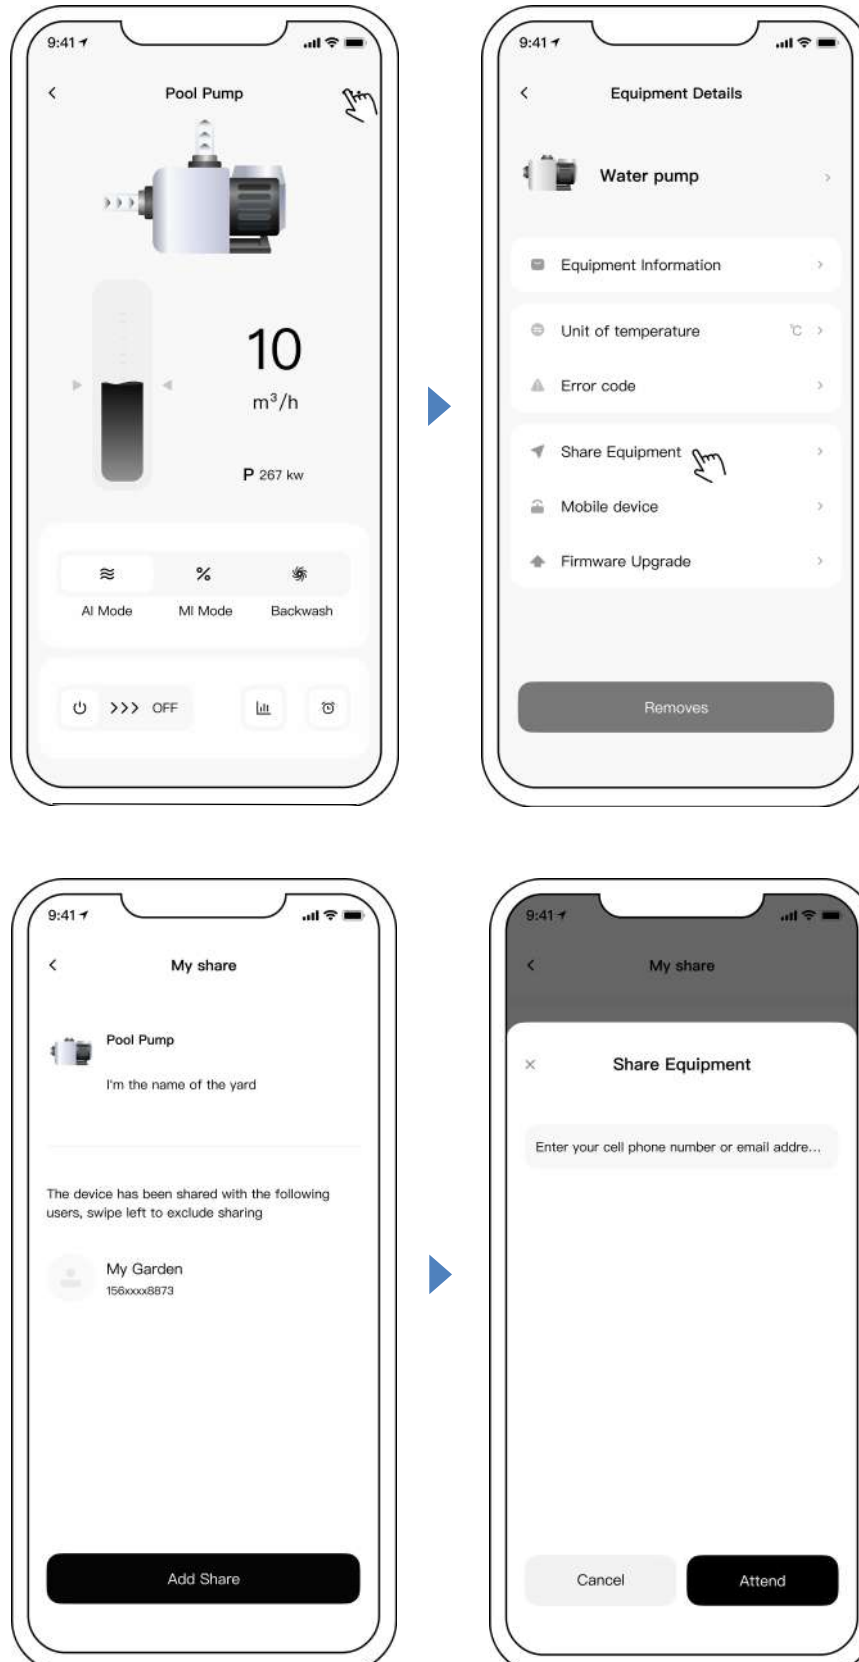 9:41
Pool Pump
10
m³/h
P 267 kw
AI Mode
MI Mode
Backwash
>>> OFF
9:41
Equipment Details
Water pump
Equipment Information
Unit of temperature
℃
Error code
Share Equipment
Mobile device
Firmware Upgrade
Removes
9:41
My share
Pool Pump
I'm the name of the yard
The device has been shared with the following
users, swipe left to exclude sharing
My Garden
156xxxx8873
Add Share
9:41
My share
Share Equipment
Enter your cell phone number or email addre...
Cancel
Attend